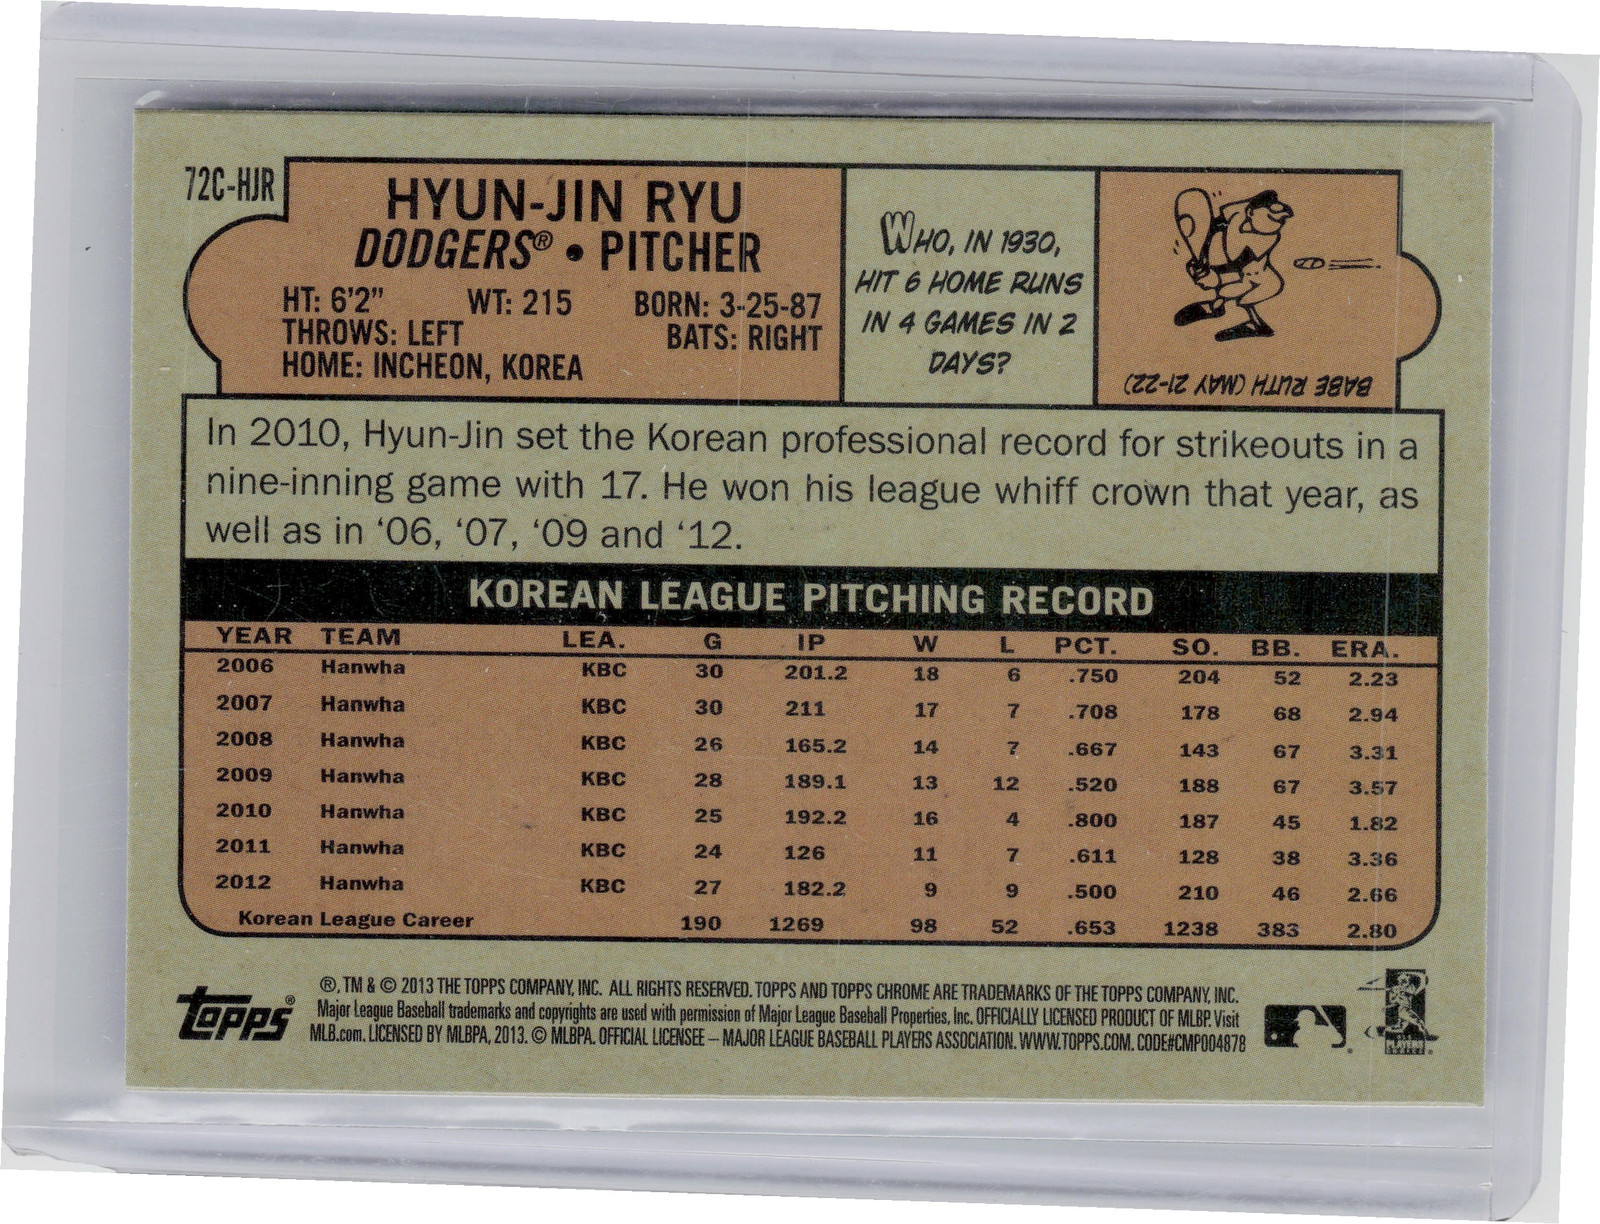 72C-HJR
HYUN-JIN RYU
DODGERS® • PITCHER
HT: 6'2" WT: 215 BORN: 3-25-87
THROWS: LEFT BATS: RIGHT
HOME: INCHEON, KOREA
WHO, IN 1930,
HIT 6 HOME RUNS
IN 4 GAMES IN 2
DAYS?
BABE RUTH (MAY 21-22)
In 2010, Hyun-Jin set the Korean professional record for strikeouts in a
nine-inning game with 17. He won his league whiff crown that year, as
well as in ‘06, ‘07, ‘09 and ‘12.
KOREAN LEAGUE PITCHING RECORD
YEAR TEAM LEA. G IP W L PCT. SO. BB. ERA.
2006 Hanwha KBC 30 201.2 18 6 .750 204 52 2.23
2007 Hanwha KBC 30 211 17 7 .708 178 68 2.94
2008 Hanwha KBC 26 165.2 14 7 .667 143 67 3.31
2009 Hanwha KBC 28 189.1 13 12 .520 188 67 3.57
2010 Hanwha KBC 25 192.2 16 4 .800 187 45 1.82
2011 Hanwha KBC 24 126 11 7 .611 128 38 3.36
2012 Hanwha KBC 27 182.2 9 9 .500 210 46 2.66
Korean League Career 190 1269 98 52 .653 1238 383 2.80
Topps®
®, TM & © 2013 THE TOPPS COMPANY, INC. ALL RIGHTS RESERVED. TOPPS AND TOPPS CHROME ARE TRADEMARKS OF THE TOPPS COMPANY, INC.
Major League Baseball trademarks and copyrights are used with permission of Major League Baseball Properties, Inc. OFFICIALLY LICENSED PRODUCT OF MLBP. Visit
MLB.com. LICENSED BY MLBPA, 2013. © MLBPA. OFFICIAL LICENSEE – MAJOR LEAGUE BASEBALL PLAYERS ASSOCIATION. WWW.TOPPS.COM. CODE#CMP004878